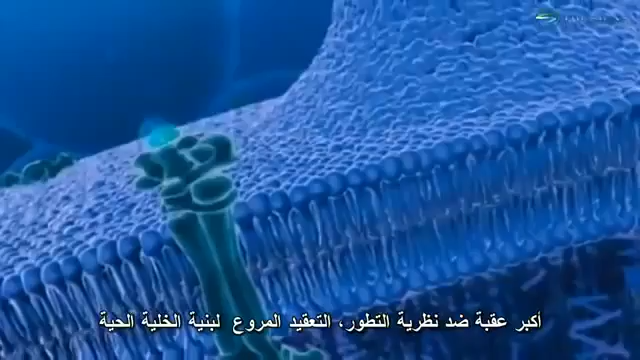 أكبر عقبة ضد نظرية التطور، التعقيد المروع لبنية الخلية الحية